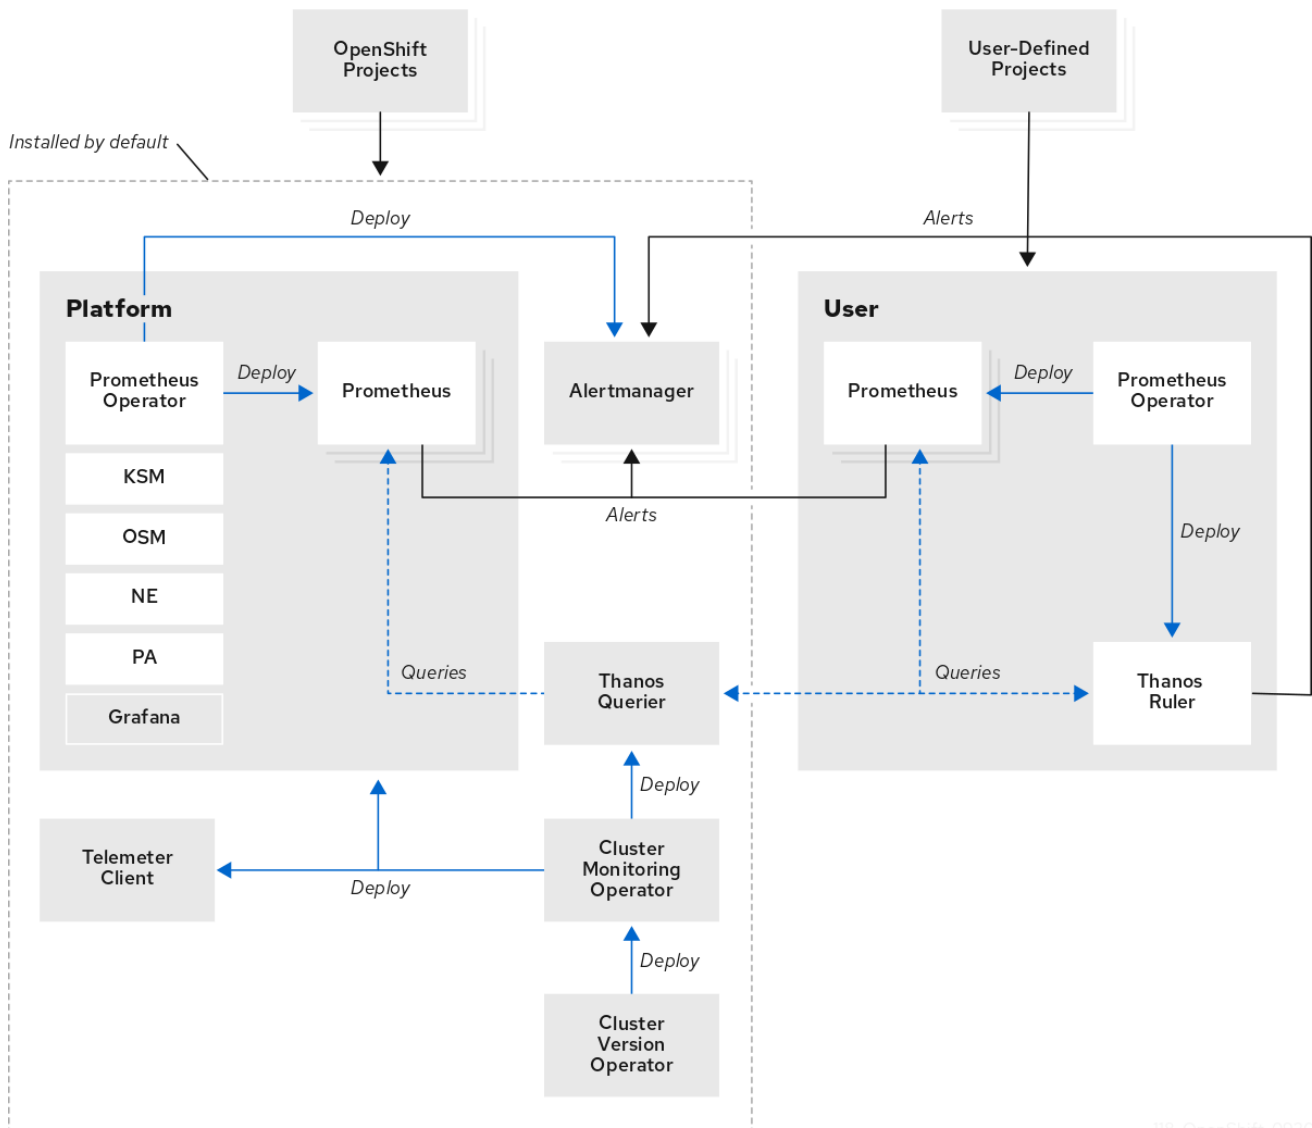 OpenShift
Projects
User-Defined
Projects
Installed by default
Deploy
Alerts
Platform
User
Prometheus
Operator
Deploy
Prometheus
Alertmanager
Prometheus
Deploy
Prometheus
Operator
KSM
Alerts
OSM
Deploy
NE
PA
Queries
Thanos
Querier
Queries
Thanos
Ruler
Grafana
Deploy
Telemeter
Client
Cluster
Monitoring
Operator
Deploy
Deploy
Cluster
Version
Operator